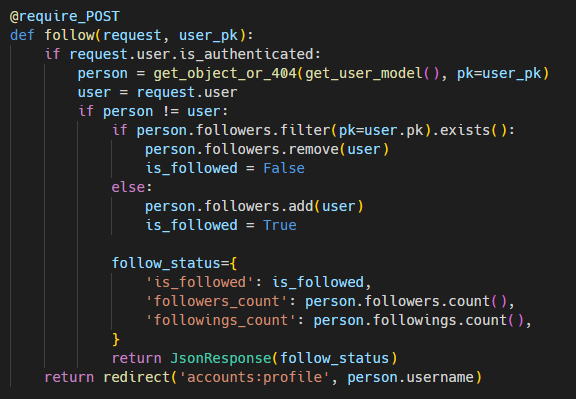 @require_POST
def follow(request, user_pk):
    if request.user.is_authenticated:
        person = get_object_or_404(get_user_model(), pk=user_pk)
        user = request.user
        if person != user:
            if person.followers.filter(pk=user.pk).exists():
                person.followers.remove(user)
                is_followed = False
            else:
                person.followers.add(user)
                is_followed = True

            follow_status={
                'is_followed': is_followed,
                'followers_count': person.followers.count(),
                'followings_count': person.followings.count(),
            }
            return JsonResponse(follow_status)
    return redirect('accounts:profile', person.username)